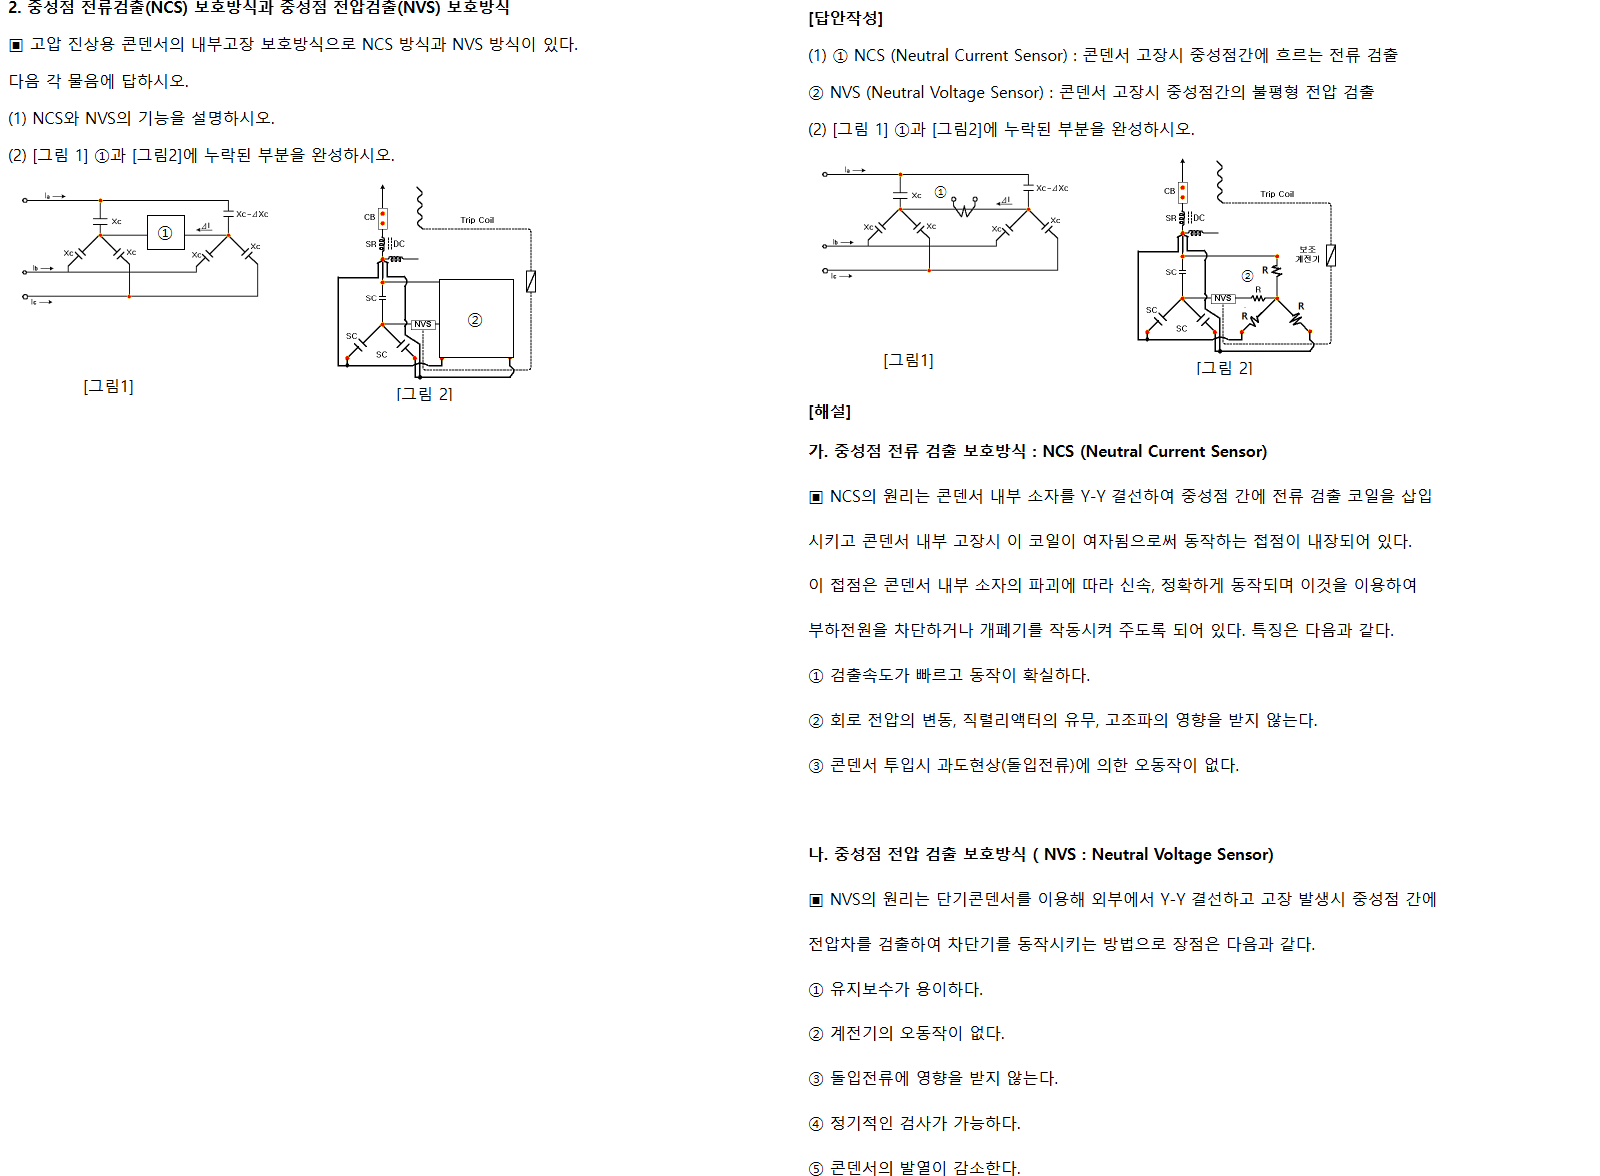 2. 중성점 전류검출(NCS) 보호방식과 중성점 전압검출(NVS) 보호방식
▣ 고압 진상용 콘덴서의 내부고장 보호방식으로 NCS 방식과 NVS 방식이 있다.
다음 각 물음에 답하시오.
(1) NCS와 NVS의 기능을 설명하시오.
(2) [그림 1] ①과 [그림2]에 누락된 부분을 완성하시오.
Ia
Xc
Xc-⊿Xc
①
⊿I
Xc
Xc
Xc
Xc
Ib
Ic
[그림1]
CB
Trip Coil
SR
DC
SC
②
NVS
SC
SC
[그림 2]
[답안작성]
(1) ① NCS (Neutral Current Sensor) : 콘덴서 고장시 중성점간에 흐르는 전류 검출
② NVS (Neutral Voltage Sensor) : 콘덴서 고장시 중성점간의 불평형 전압 검출
(2) [그림 1] ①과 [그림2]에 누락된 부분을 완성하시오.
Ia
Xc
①
Xc-⊿Xc
⊿I
Xc
Xc
Xc
Xc
Ib
Ic
[그림1]
CB
Trip Coil
SR
DC
보조
계전기
SC
②
R
NVS
R
SC
SC
R
R
[그림 2]
[해설]
가. 중성점 전류 검출 보호방식 : NCS (Neutral Current Sensor)
▣ NCS의 원리는 콘덴서 내부 소자를 Y-Y 결선하여 중성점 간에 전류 검출 코일을 삽입
시키고 콘덴서 내부 고장시 이 코일이 여자됨으로써 동작하는 접점이 내장되어 있다.
이 접점은 콘덴서 내부 소자의 파괴에 따라 신속, 정확하게 동작되며 이것을 이용하여
부하전원을 차단하거나 개폐기를 작동시켜 주도록 되어 있다. 특징은 다음과 같다.
① 검출속도가 빠르고 동작이 확실하다.
② 회로 전압의 변동, 직렬리액터의 유무, 고조파의 영향을 받지 않는다.
③ 콘덴서 투입시 과도현상(돌입전류)에 의한 오동작이 없다.
나. 중성점 전압 검출 보호방식 ( NVS : Neutral Voltage Sensor)
▣ NVS의 원리는 단기콘덴서를 이용해 외부에서 Y-Y 결선하고 고장 발생시 중성점 간에
전압차를 검출하여 차단기를 동작시키는 방법으로 장점은 다음과 같다.
① 유지보수가 용이하다.
② 계전기의 오동작이 없다.
③ 돌입전류에 영향을 받지 않는다.
④ 정기적인 검사가 가능하다.
⑤ 콘덴서의 발열이 감소한다.